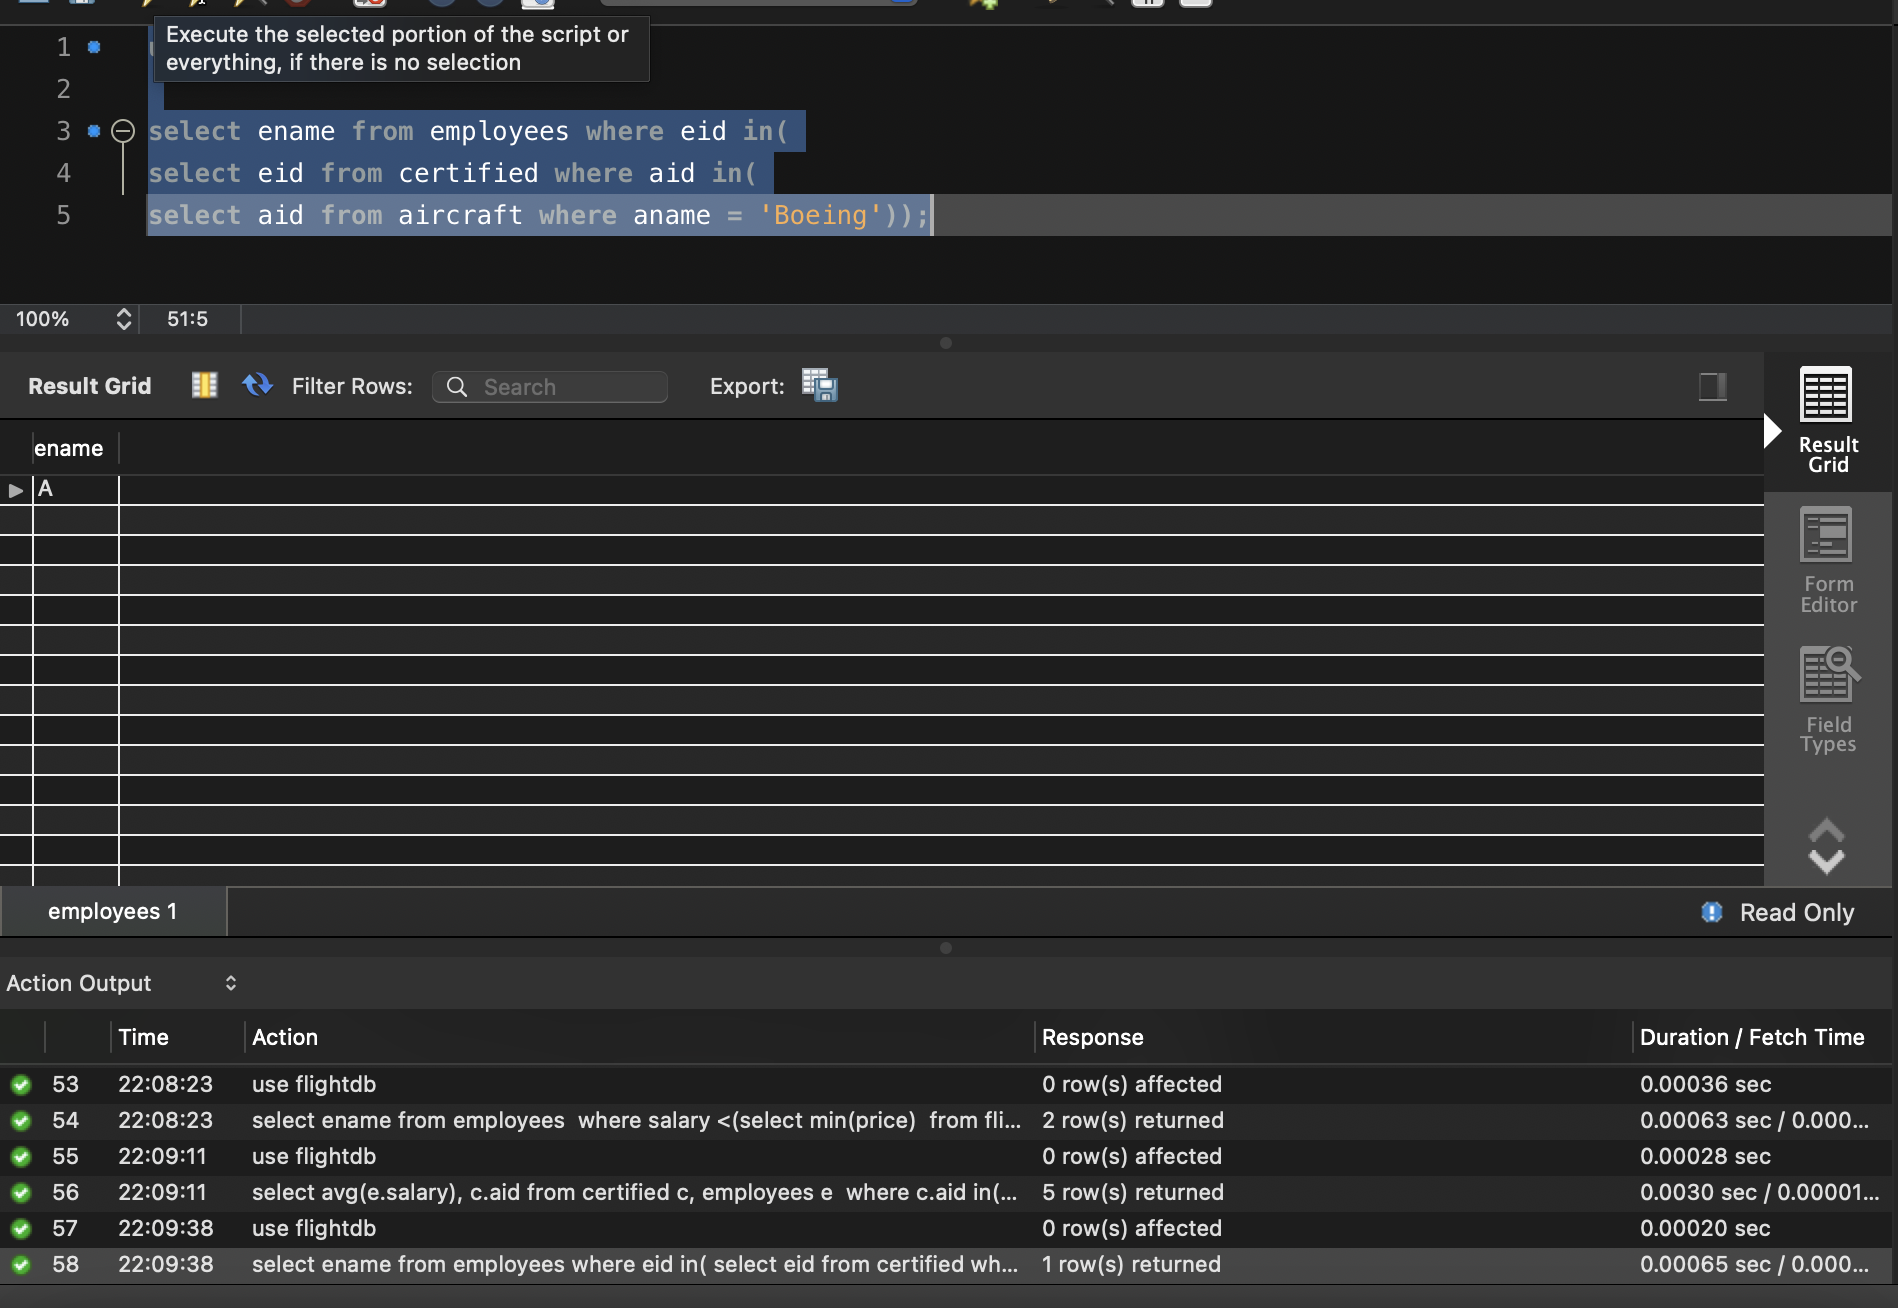 Execute the selected portion of the script or
everything, if there is no selection
1
2
3 select ename from employees where eid in(
4 select eid from certified where aid in(
5 select aid from aircraft where aname = 'Boeing'));
100% 51:5
Result Grid Filter Rows: Search Export:
ename
A
Result
Grid
Form
Editor
Field
Types
employees 1 Read Only
Action Output
Time Action Response Duration / Fetch Time
53 22:08:23 use flightdb 0 row(s) affected 0.00036 sec
54 22:08:23 select ename from employees  where salary <(select min(price)  from fli... 2 row(s) returned 0.00063 sec / 0.000...
55 22:09:11 use flightdb 0 row(s) affected 0.00028 sec
56 22:09:11 select avg(e.salary), c.aid from certified c, employees e  where c.aid in(... 5 row(s) returned 0.0030 sec / 0.00001...
57 22:09:38 use flightdb 0 row(s) affected 0.00020 sec
58 22:09:38 select ename from employees where eid in( select eid from certified wh... 1 row(s) returned 0.00065 sec / 0.000...